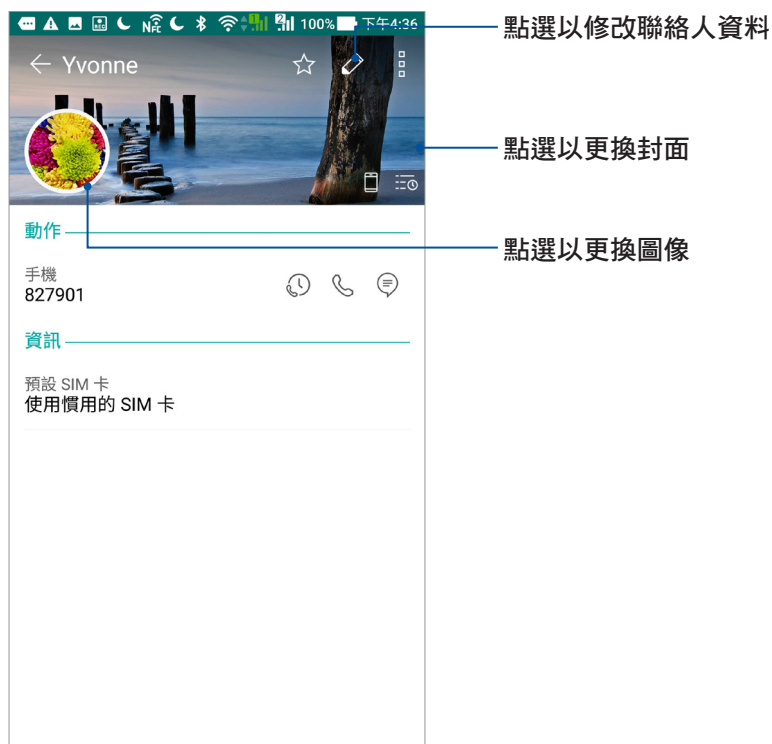 NFC 100% 下午4:36
點選以修改聯絡人資料
Yvonne
點選以更換封面
點選以更換圖像
動作
手機
827901
資訊
預設 SIM 卡
使用慣用的 SIM 卡